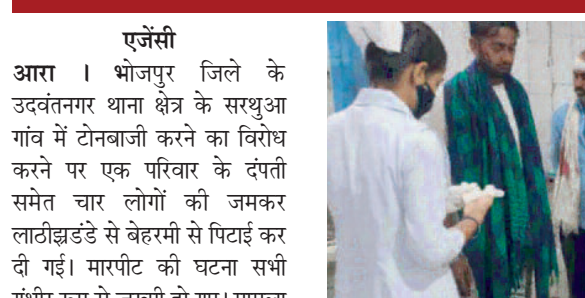 एजेंसी
आरा । भोजपुर जिले के
उदवंतनगर थाना क्षेत्र के सरथुआ
गांव में टोनबाजी करने का विरोध
करने पर एक परिवार के दंपती
समेत चार लोगों की जमकर
लाठीझडंडे से बेहरमी से पिटाई कर
दी गई। मारपीट की घटना सभी